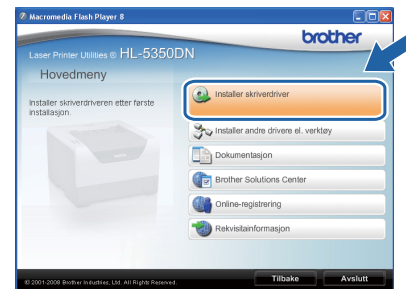 Macromedia Flash Player 8
brother
Laser Printer Utilities ® HL-5350DN
Hovedmeny
Installer skriverdriveren etter første
installasjon.
Installer skriverdriver
Installer andre drivere el. verktøy
Dokumentasjon
Brother Solutions Center
Online-registrering
Rekvisitainformasjon
© 2001-2008 Brother Industries, Ltd. All Rights Reserved.
Tilbake
Avslutt